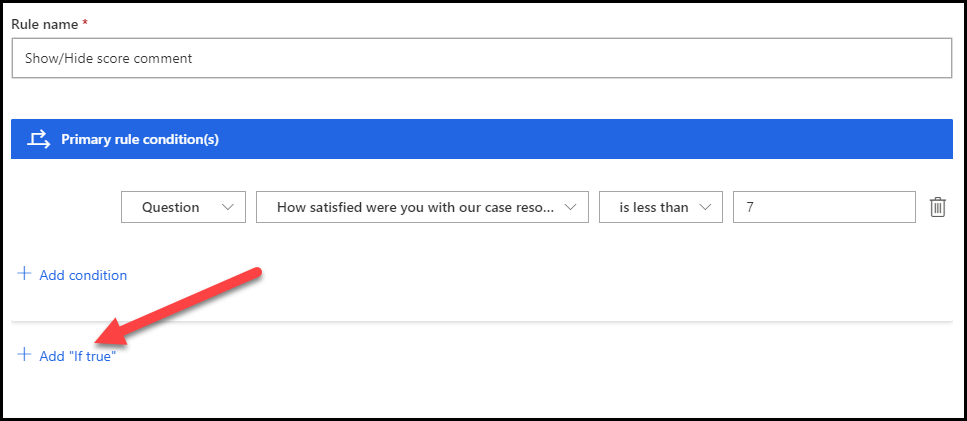 Rule name *
Show/Hide score comment
Primary rule condition(s)
Question How satisfied were you with our case reso... is less than 7
Add condition
Add "If true"